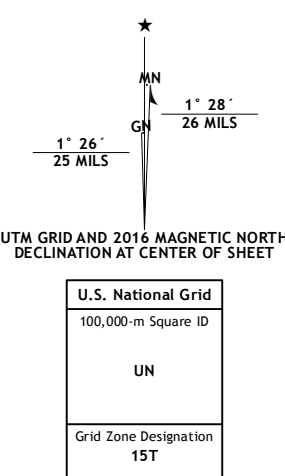 ★
MN
1° 28´
26 MILS
GN
1° 26´
25 MILS
UTM GRID AND 2016 MAGNETIC NORTH
DECLINATION AT CENTER OF SHEET
U.S. National Grid
100,000-m Square ID
UN
Grid Zone Designation
15T